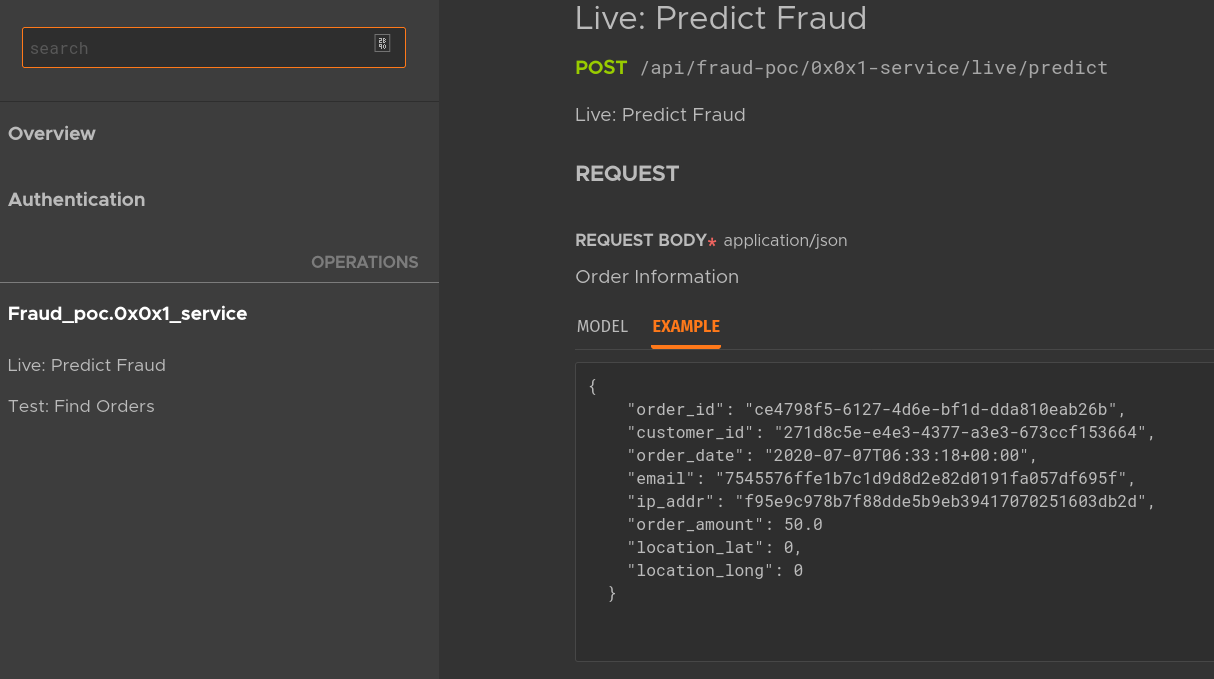 search
Overview
Authentication
OPERATIONS
Fraud_poc.0x0x1_service
Live: Predict Fraud
Test: Find Orders
Live: Predict Fraud
POST /api/fraud-poc/0x0x1-service/live/predict
Live: Predict Fraud
REQUEST
REQUEST BODY* application/json
Order Information
MODEL EXAMPLE
{
    "order_id": "ce4798f5-6127-4d6e-bf1d-dda810eab26b",
    "customer_id": "271d8c5e-e4e3-4377-a3e3-673ccf153664",
    "order_date": "2020-07-07T06:33:18+00:00",
    "email": "7545576ffe1b7c1d9d8d2e82d0191fa057df695f",
    "ip_addr": "f95e9c978b7f88dde5b9eb39417070251603db2d",
    "order_amount": 50.0
    "location_lat": 0,
    "location_long": 0
  }